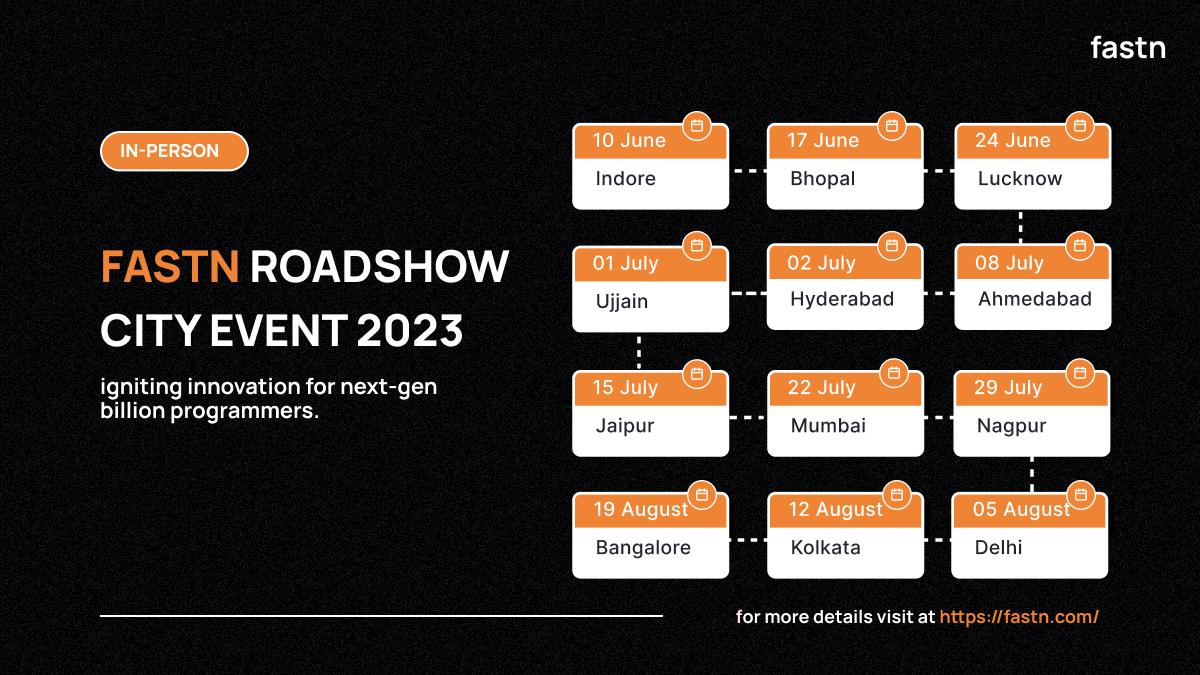 fastn
IN-PERSON
FASTN ROADSHOW
CITY EVENT 2023
igniting innovation for next-gen
billion programmers.
10 June
Indore
17 June
Bhopal
24 June
Lucknow
01 July
Ujjain
02 July
Hyderabad
08 July
Ahmedabad
15 July
Jaipur
22 July
Mumbai
29 July
Nagpur
19 August
Bangalore
12 August
Kolkata
05 August
Delhi
for more details visit at https://fastn.com/